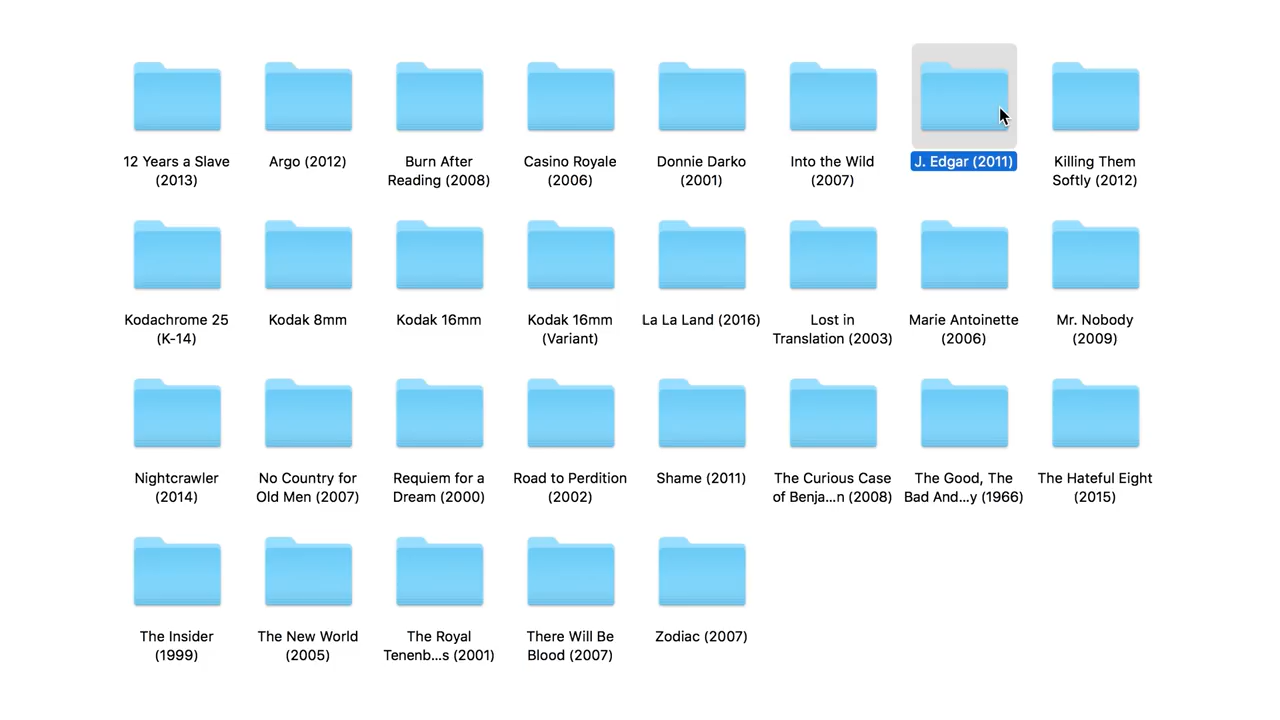 12 Years a Slave
(2013)
Argo (2012)
Burn After
Reading (2008)
Casino Royale
(2006)
Donnie Darko
(2001)
Into the Wild
(2007)
J. Edgar (2011)
Killing Them
Softly (2012)
Kodachrome 25
(K-14)
Kodak 8mm
Kodak 16mm
Kodak 16mm
(Variant)
La La Land (2016)
Lost in
Translation (2003)
Marie Antoinette
(2006)
Mr. Nobody
(2009)
Nightcrawler
(2014)
No Country for
Old Men (2007)
Requiem for a
Dream (2000)
Road to Perdition
(2002)
Shame (2011)
The Curious Case
of Benja...n (2008)
The Good, The
Bad And...y (1966)
The Hateful Eight
(2015)
The Insider
(1999)
The New World
(2005)
The Royal
Tenenb...s (2001)
There Will Be
Blood (2007)
Zodiac (2007)